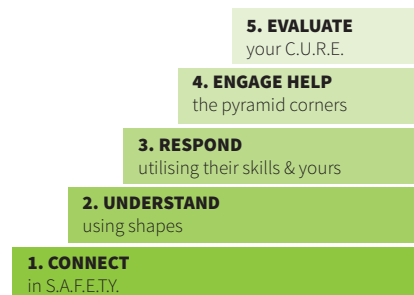 5. EVALUATE
your C.U.R.E.
4. ENGAGE HELP
the pyramid corners
3. RESPOND
utilising their skills & yours
2. UNDERSTAND
using shapes
1. CONNECT
in S.A.F.E.T.Y.